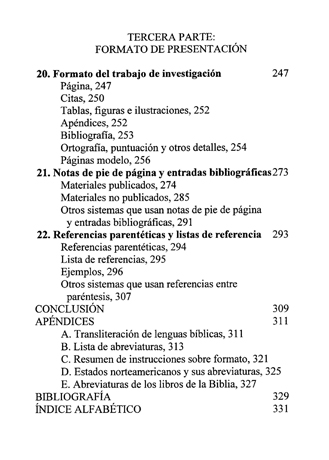 TERCERA PARTE:
FORMATO DE PRESENTACIÓN
20. Formato del trabajo de investigación 247
Página, 247
Citas, 250
Tablas, figuras e ilustraciones, 252
Apéndices, 252
Bibliografía, 253
Ortografía, puntuación y otros detalles, 254
Páginas modelo, 256
21. Notas de pie de página y entradas bibliográficas 273
Materiales publicados, 274
Materiales no publicados, 285
Otros sistemas que usan notas de pie de página
y entradas bibliográficas, 291
22. Referencias parentéticas y listas de referencia 293
Referencias parentéticas, 294
Lista de referencias, 295
Ejemplos, 296
Otros sistemas que usan referencias entre
paréntesis, 307
CONCLUSIÓN 309
APÉNDICES 311
A. Transliteración de lenguas bíblicas, 311
B. Lista de abreviaturas, 313
C. Resumen de instrucciones sobre formato, 321
D. Estados norteamericanos y sus abreviaturas, 325
E. Abreviaturas de los libros de la Biblia, 327
BIBLIOGRAFÍA 329
ÍNDICE ALFABÉTICO 331